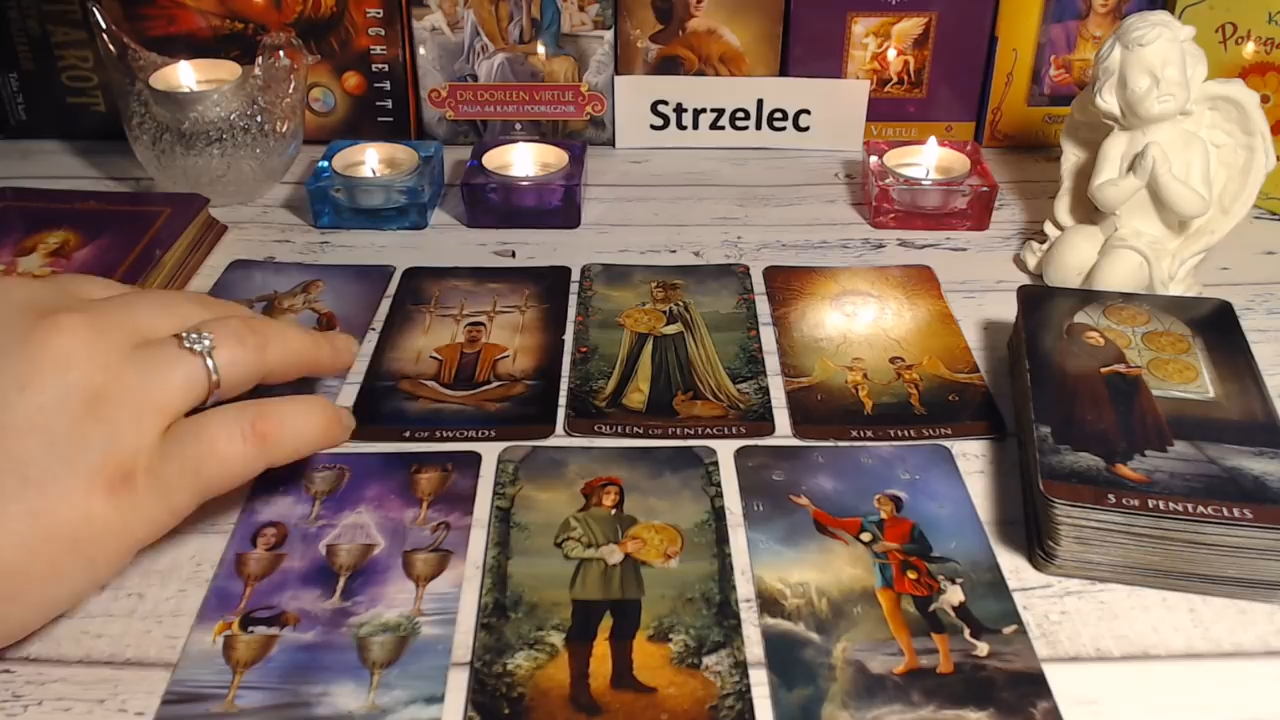 TAROT
RCHETTI
DR DOREEN VIRTUE
TALIA 44 KART I PODRĘCZNIK
Strzelec
VIRTUE
Potęga
4 OF SWORDS
QUEEN OF PENTACLES
XIX · THE SUN
5 OF PENTACLES